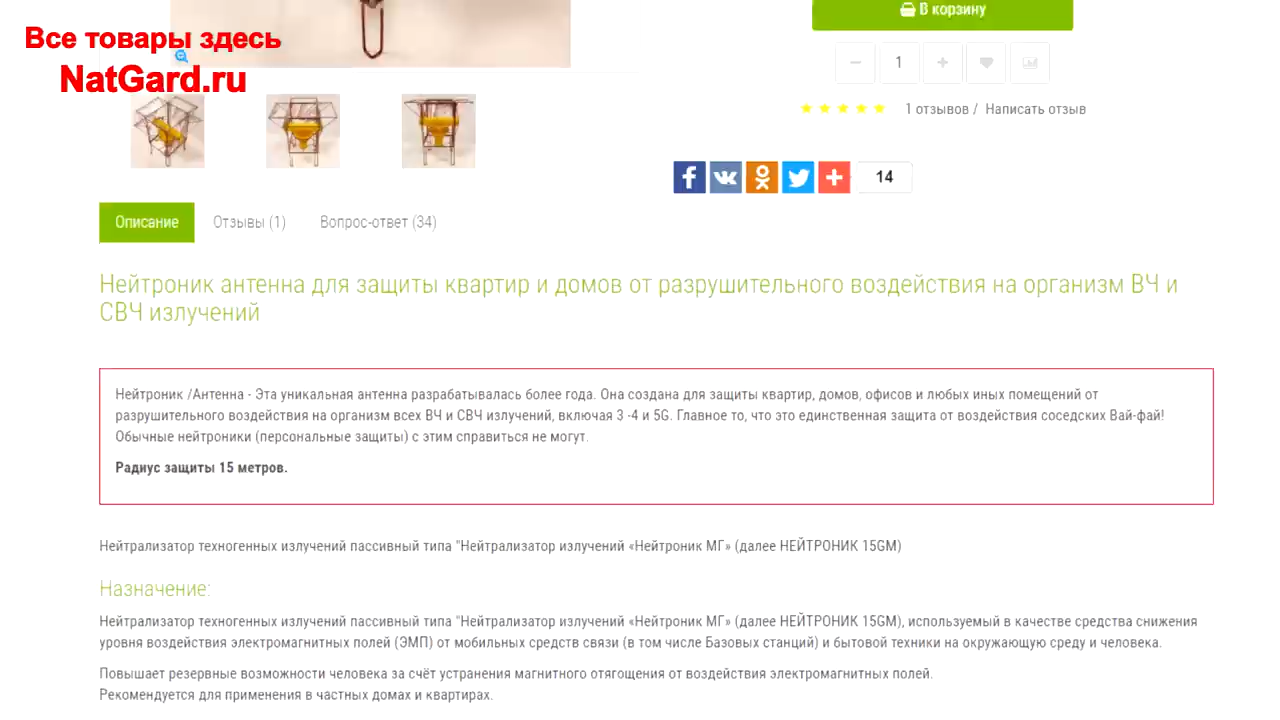 В корзину
Все товары здесь
NatGard.ru
1
1 отзывов / Написать отзыв
14
Описание
Отзывы (1)
Вопрос-ответ (34)
Нейтроник антенна для защиты квартир и домов от разрушительного воздействия на организм ВЧ и
СВЧ излучений
Нейтроник /Антенна - Эта уникальная антенна разрабатывалась более года. Она создана для защиты квартир, домов, офисов и любых иных помещений от
разрушительного воздействия на организм всех ВЧ и СВЧ излучений, включая 3 -4 и 5G. Главное то, что это единственная защита от воздействия соседских Вай-фай!
Обычные нейтроники (персональные защиты) с этим справиться не могут.
Радиус защиты 15 метров.
Нейтрализатор техногенных излучений пассивный типа "Нейтрализатор излучений «Нейтроник МГ» (далее НЕЙТРОНИК 15GM)
Назначение:
Нейтрализатор техногенных излучений пассивный типа "Нейтрализатор излучений «Нейтроник МГ» (далее НЕЙТРОНИК 15GM), используемый в качестве средства снижения
уровня воздействия электромагнитных полей (ЭМП) от мобильных средств связи (в том числе Базовых станций) и бытовой техники на окружающую среду и человека.
Повышает резервные возможности человека за счёт устранения магнитного отягощения от воздействия электромагнитных полей.
Рекомендуется для применения в частных домах и квартирах.